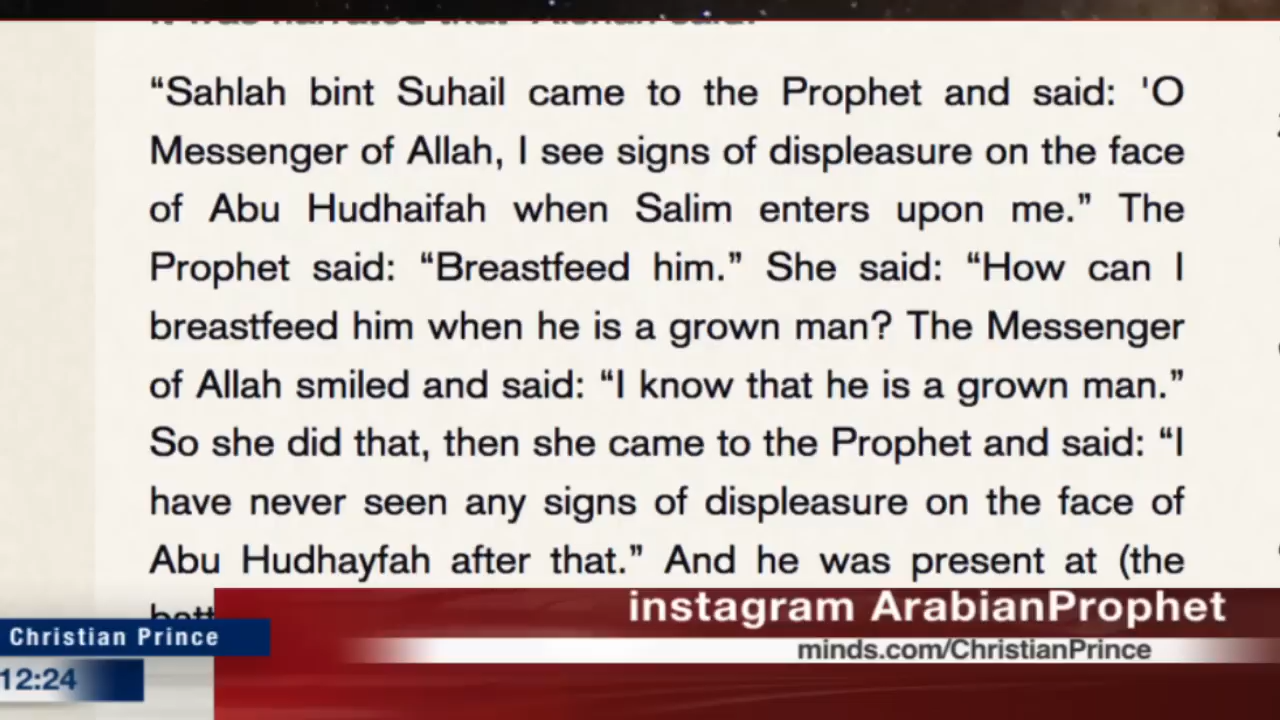 “Sahlah bint Suhail came to the Prophet and said: 'O
Messenger of Allah, I see signs of displeasure on the face
of Abu Hudhaifah when Salim enters upon me.” The
Prophet said: “Breastfeed him.” She said: “How can I
breastfeed him when he is a grown man? The Messenger
of Allah smiled and said: “I know that he is a grown man.”
So she did that, then she came to the Prophet and said: “I
have never seen any signs of displeasure on the face of
Abu Hudhayfah after that.” And he was present at (the
instagram ArabianProphet
Christian Prince
minds.com/ChristianPrince
12:24